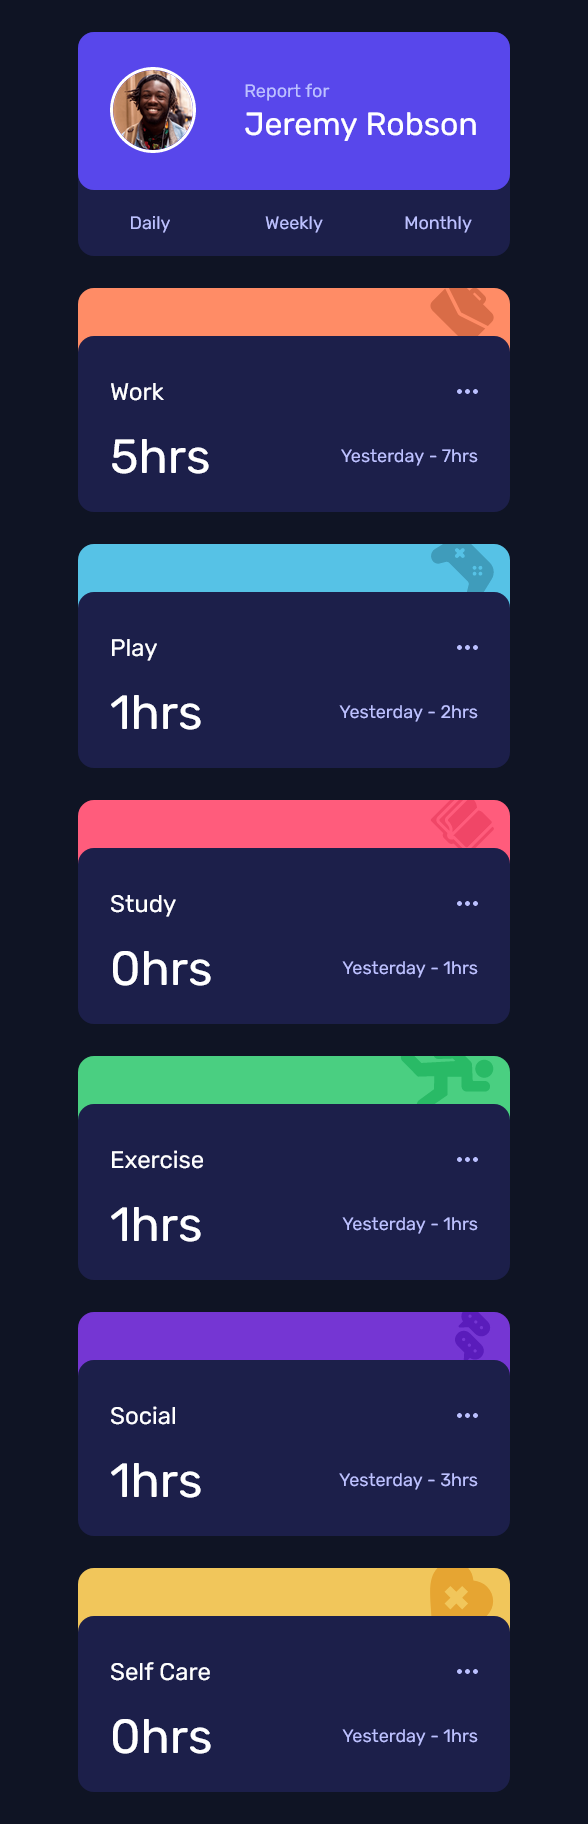 Report for
Jeremy Robson
Daily Weekly Monthly
Work
5hrs Yesterday - 7hrs
Play
1hrs Yesterday - 2hrs
Study
0hrs Yesterday - 1hrs
Exercise
1hrs Yesterday - 1hrs
Social
1hrs Yesterday - 3hrs
Self Care
0hrs Yesterday - 1hrs